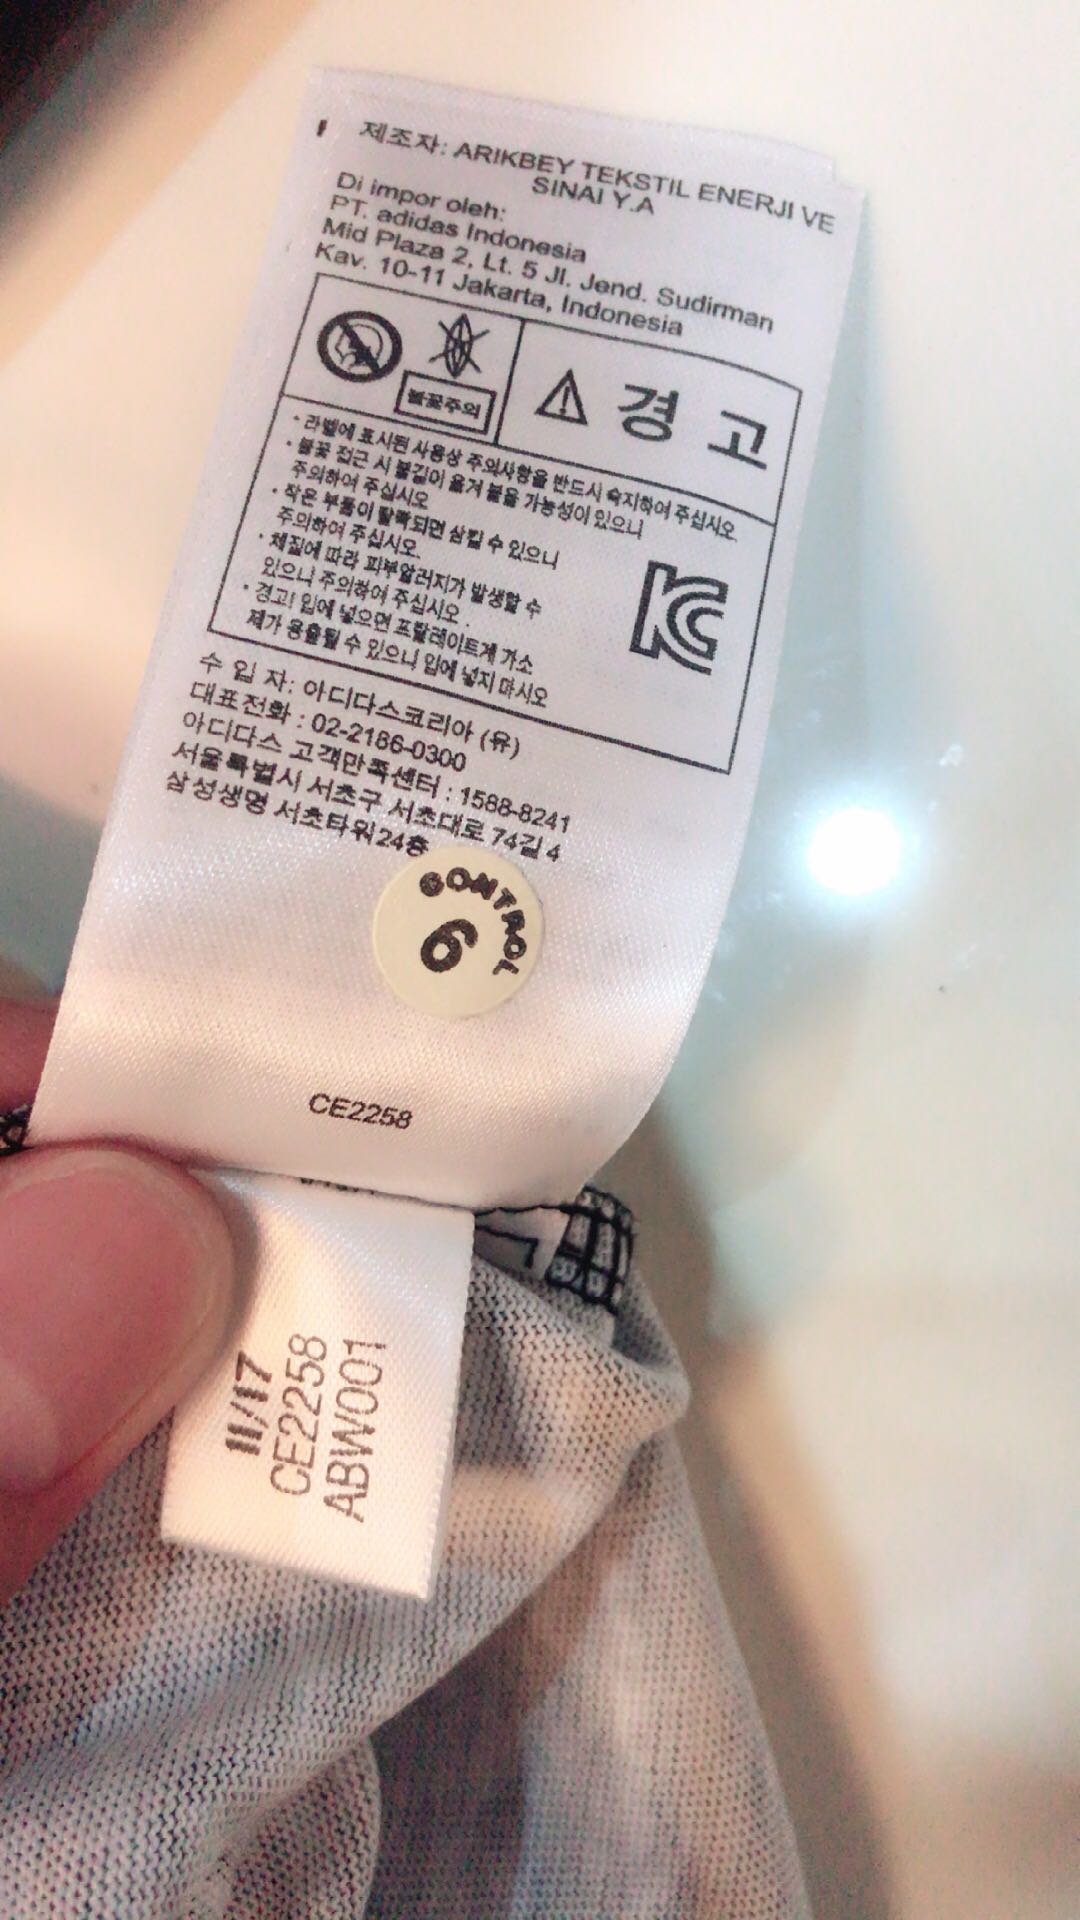 제조자: ARIKBEY TEKSTIL ENERJI VE
SINAI Y.A
Di impor oleh:
PT. adidas Indonesia
Mid Plaza 2, Lt. 5 Jl. Jend. Sudirman
Kav. 10-11 Jakarta, Indonesia
불꽃주의
경 고
· 라벨에 표시된 사용상 주의사항을 반드시 숙지하여 주십시오.
· 불꽃 접근 시 불길이 옮겨 붙을 가능성이 있으니
주의하여 주십시오
· 작은 부품이 탈락되면 삼킬 수 있으니
주의하여 주십시오.
· 체질에 따라 피부알러지가 발생할 수
있으니 주의하여 주십시오.
· 경고! 입에 넣으면 프탈레이트계 가소
제가 용출될 수 있으니 입에 넣지 마시오
수 입 자: 아디다스코리아 (유)
대표전화 : 02-2186-0300
아디다스 고객만족센터 : 1588-8241
서울특별시 서초구 서초대로 74길 4
삼성생명 서초타워24층
CONTROL
6
CE2258
11/17
CE2258
ABW001